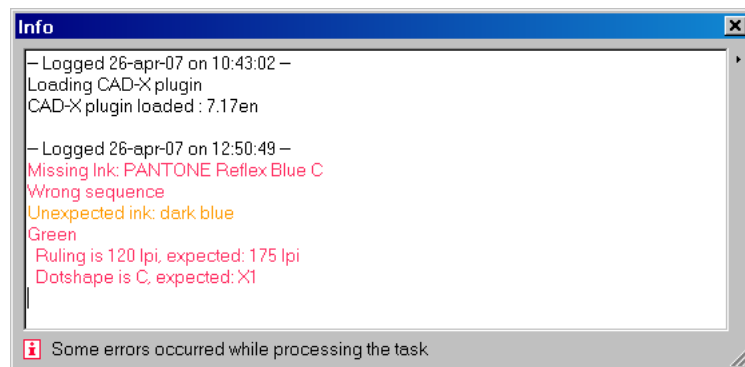 Info
– Logged 26-apr-07 on 10:43:02 –
Loading CAD-X plugin
CAD-X plugin loaded : 7.17en
– Logged 26-apr-07 on 12:50:49 –
Missing Ink: PANTONE Reflex Blue C
Wrong sequence
Unexpected ink: dark blue
Green
Ruling is 120 lpi, expected: 175 lpi
Dotshape is C, expected: X1
Some errors occurred while processing the task